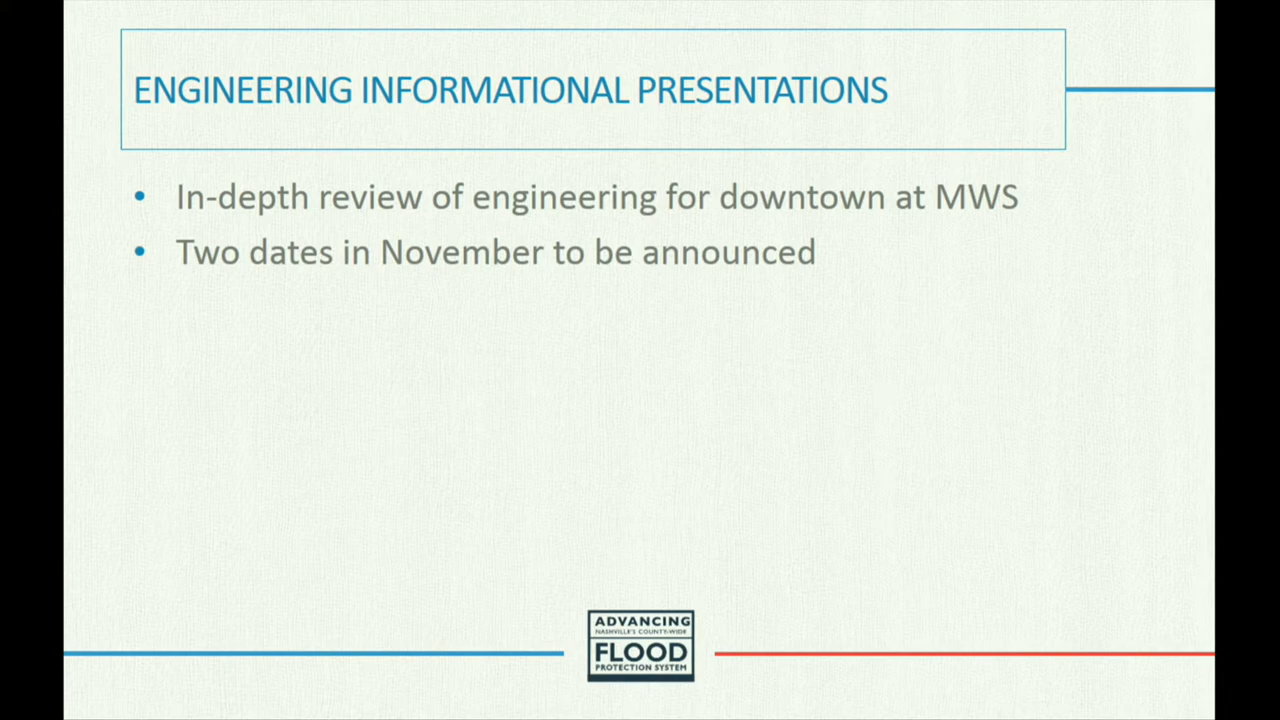 ENGINEERING INFORMATIONAL PRESENTATIONS
• In-depth review of engineering for downtown at MWS
• Two dates in November to be announced
ADVANCING
NASHVILLE'S COUNTY-WIDE
FLOOD
PROTECTION SYSTEM